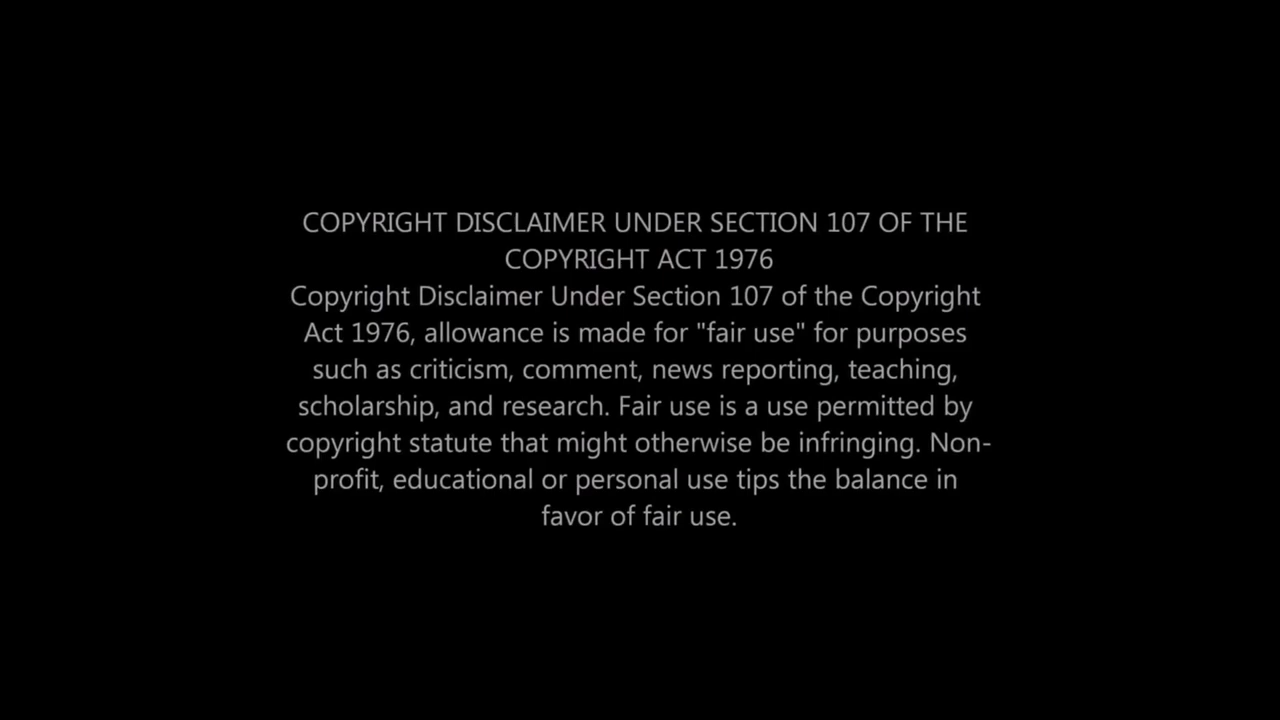 COPYRIGHT DISCLAIMER UNDER SECTION 107 OF THE
COPYRIGHT ACT 1976
Copyright Disclaimer Under Section 107 of the Copyright
Act 1976, allowance is made for "fair use" for purposes
such as criticism, comment, news reporting, teaching,
scholarship, and research. Fair use is a use permitted by
copyright statute that might otherwise be infringing. Non-
profit, educational or personal use tips the balance in
favor of fair use.